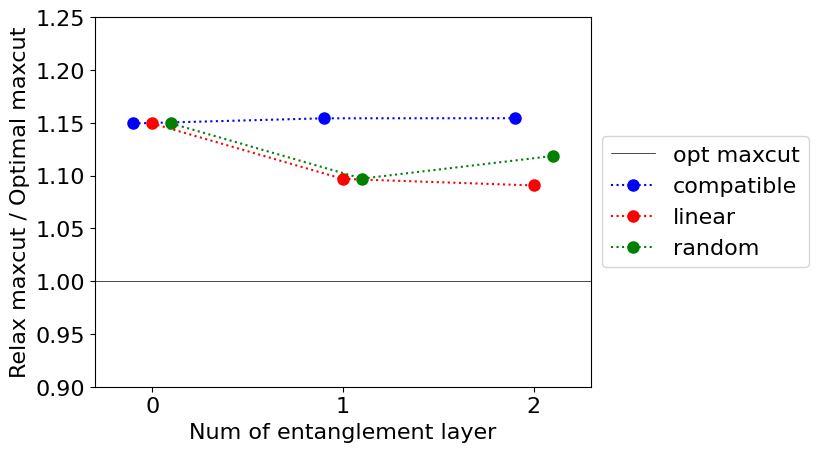 Relax maxcut / Optimal maxcut
1.25
1.20
1.15
1.10
1.05
1.00
0.95
0.90
0 1 2
Num of entanglement layer
opt maxcut
compatible
linear
random